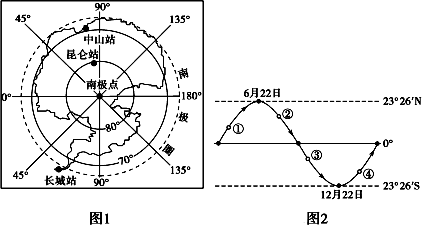 90°
45°
135°
中山站
昆仑站
南极点
0°
180°
南极圈
80°
70°
45°
135°
长城站
90°
图1
6月22日
23°26′N
①
②
0°
③
④
23°26′S
12月22日
图2